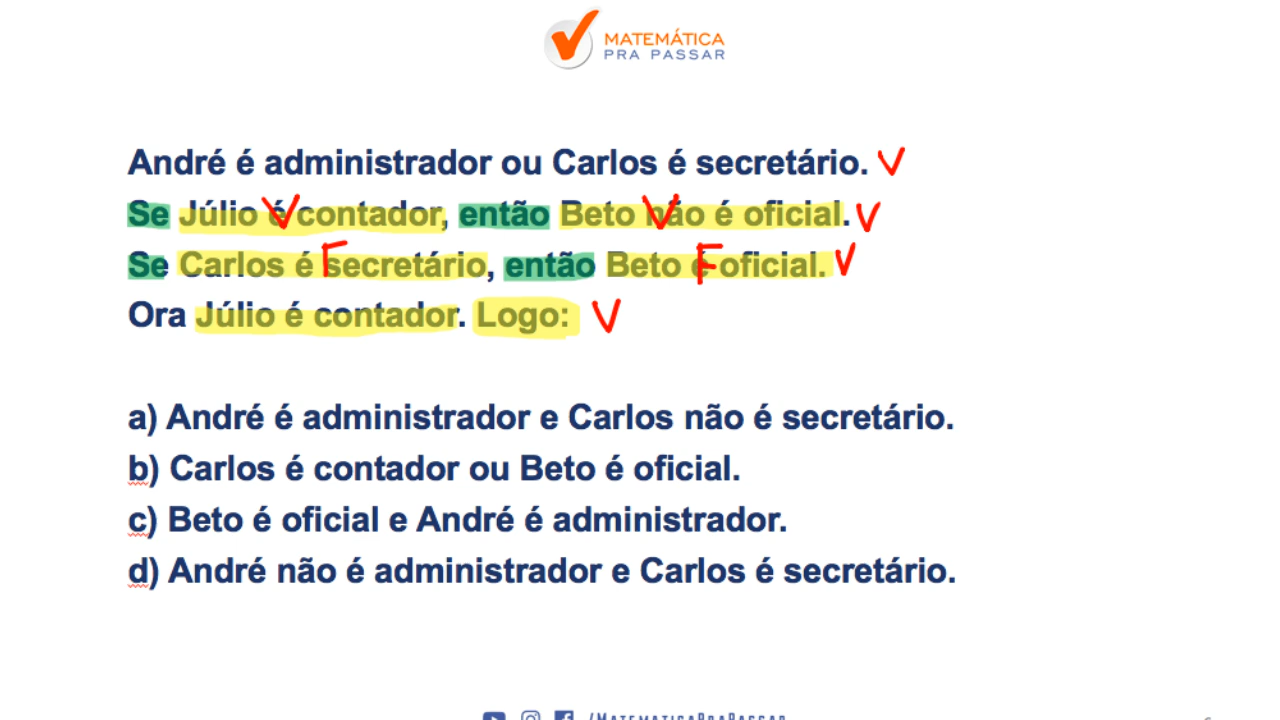 MATEMÁTICA
PRA PASSAR
André é administrador ou Carlos é secretário. V
Se Júlio é contador, então Beto não é oficial. V
V V
Se Carlos é secretário, então Beto é oficial. V
F F
Ora Júlio é contador. Logo: V
a) André é administrador e Carlos não é secretário.
b) Carlos é contador ou Beto é oficial.
c) Beto é oficial e André é administrador.
d) André não é administrador e Carlos é secretário.
/MATEMATICAPRAPASSAR